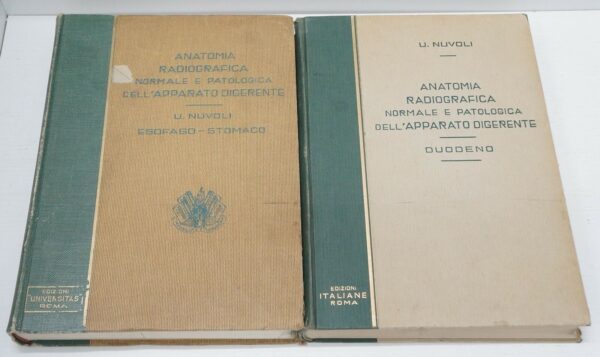 ANATOMIA
RADIOGRAFICA
NORMALE E PATOLOGICA
DELL'APPARATO DIGERENTE
U. NUVOLI
ESOFAGO - STOMACO
EDIZIONI
UNIVERSITAS
ROMA
U. NUVOLI
ANATOMIA
RADIOGRAFICA
NORMALE E PATOLOGICA
DELL'APPARATO DIGERENTE
DUODENO
EDIZIONI
ITALIANE
ROMA